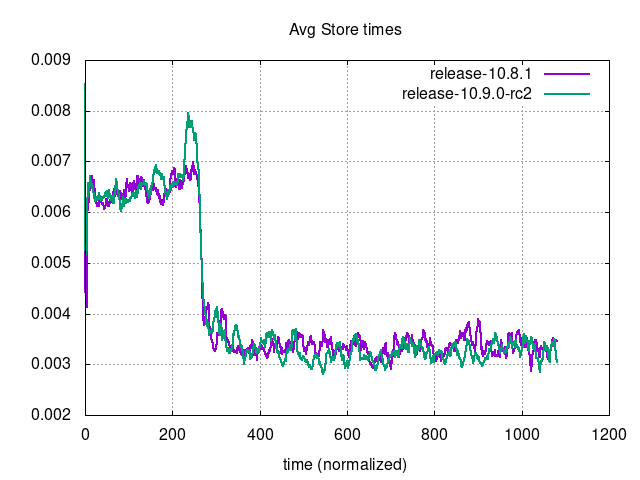 Avg Store times
0.009
0.008
0.007
0.006
0.005
0.004
0.003
0.002
release-10.8.1
release-10.9.0-rc2
0 200 400 600 800 1000 1200
time (normalized)